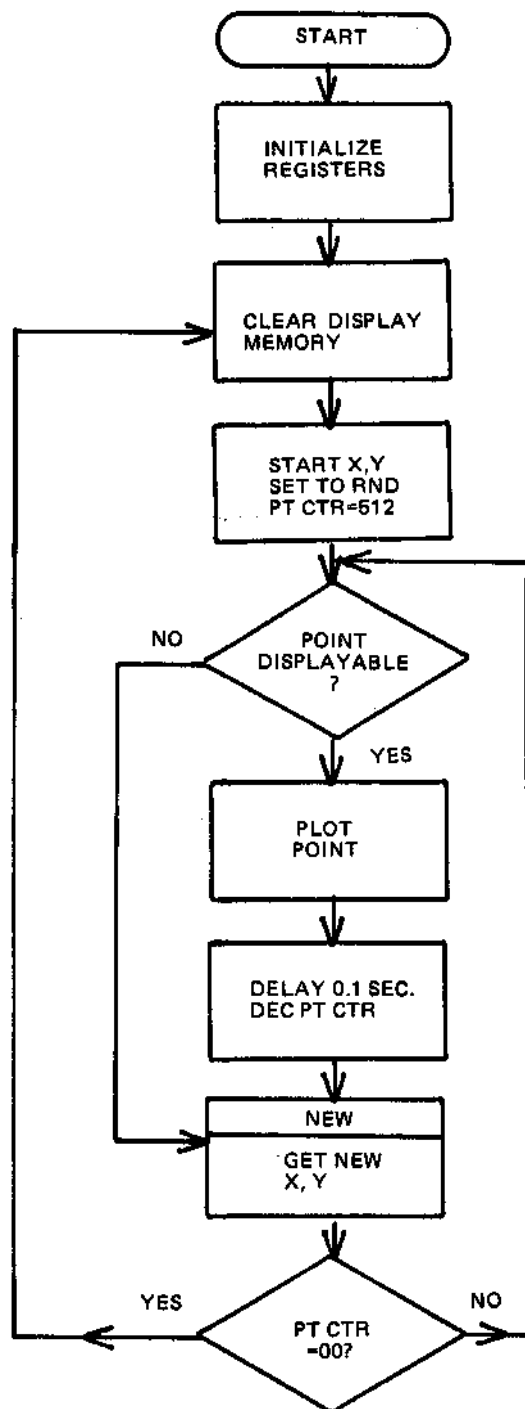 START
INITIALIZE
REGISTERS
CLEAR DISPLAY
MEMORY
START X,Y
SET TO RND
PT CTR=512
NO
POINT
DISPLAYABLE
?
YES
PLOT
POINT
DELAY 0.1 SEC.
DEC PT CTR
NEW
GET NEW
X, Y
YES
NO
PT CTR
=00?